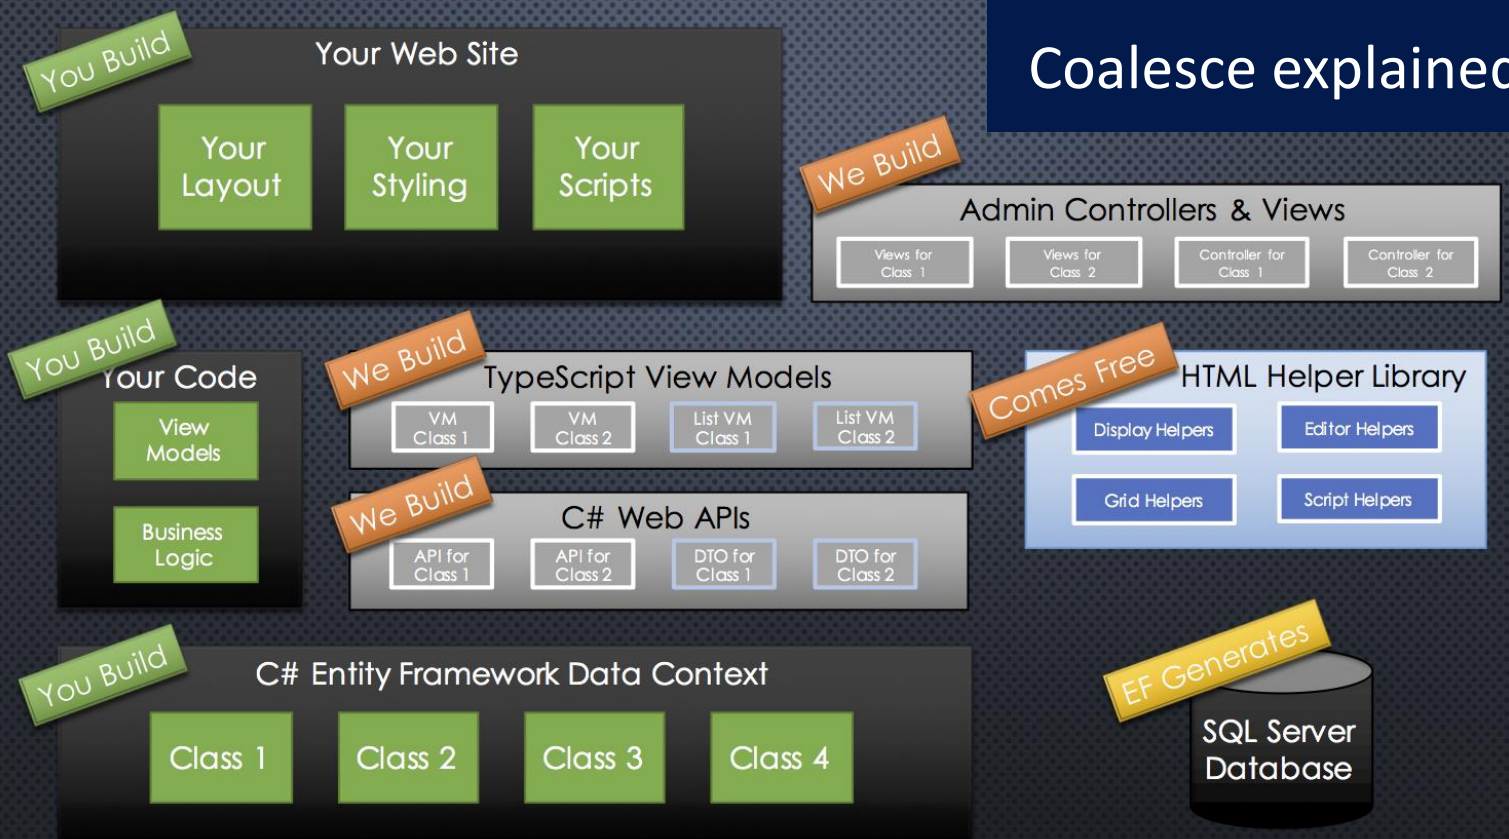 Coalesce explained
You Build
Your Web Site
Your
Layout
Your
Styling
Your
Scripts
We Build
Admin Controllers & Views
Views for
Class 1
Views for
Class 2
Controller for
Class 1
Controller for
Class 2
You Build
Your Code
View
Models
Business
Logic
We Build
TypeScript View Models
VM
Class 1
VM
Class 2
List VM
Class 1
List VM
Class 2
We Build
C# Web APIs
API for
Class 1
API for
Class 2
DTO for
Class 1
DTO for
Class 2
Comes Free
HTML Helper Library
Display Helpers
Editor Helpers
Grid Helpers
Script Helpers
You Build
C# Entity Framework Data Context
Class 1
Class 2
Class 3
Class 4
EF Generates
SQL Server
Database